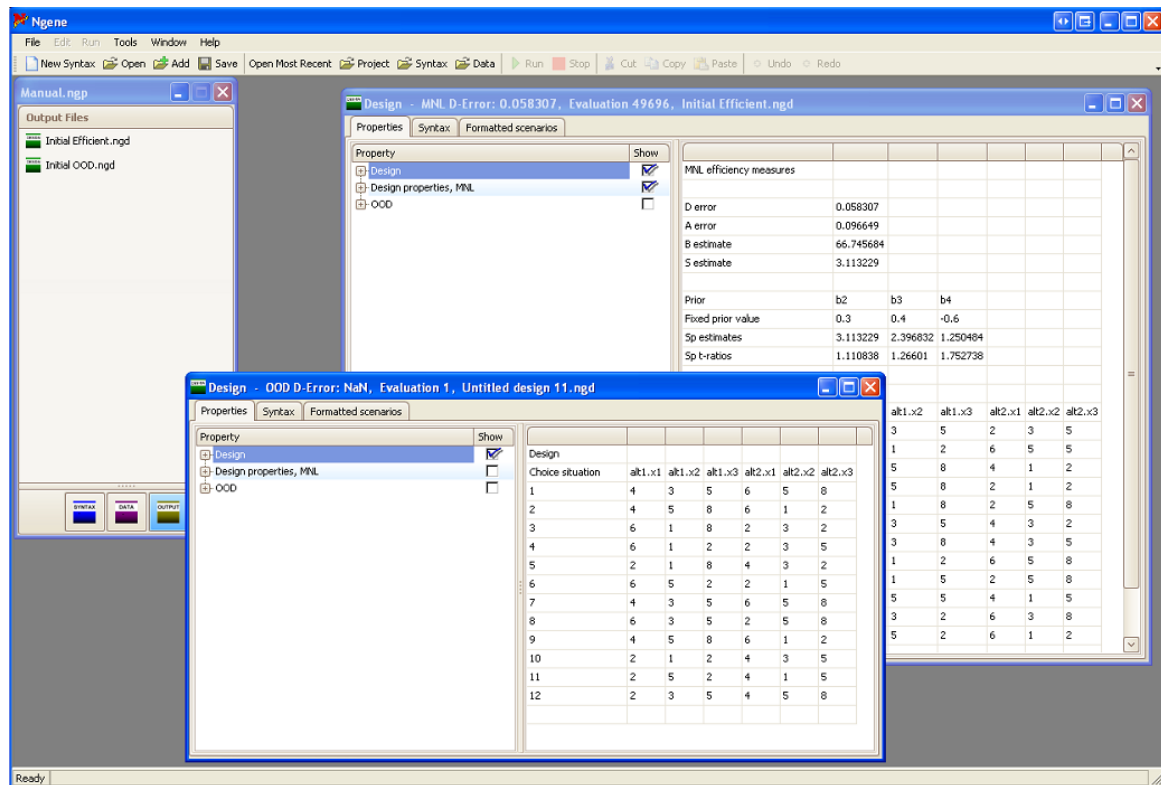 Ngene
File Edit Run Tools Window Help
New Syntax Open Add Save Open Most Recent Project Syntax Data Run Stop Cut Copy Paste Undo Redo
Manual.ngp
Output Files
Initial Efficient.ngd
Initial OOD.ngd
SYNTAX DATA OUTPUT
Design - MNL D-Error: 0.058307, Evaluation 49696, Initial Efficient.ngd
Properties Syntax Formatted scenarios
Property Show
Design
Design properties, MNL
OOD
MNL efficiency measures
D error 0.058307
A error 0.096649
B estimate 66.745684
S estimate 3.113229
Prior b2 b3 b4
Fixed prior value 0.3 0.4 -0.6
Sp estimates 3.113229 2.396832 1.250484
Sp t-ratios 1.110838 1.26601 1.752738
alt1.x2 alt1.x3 alt2.x1 alt2.x2 alt2.x3
3 5 2 3 5
1 2 6 5 5
5 8 4 1 2
5 8 2 1 2
1 8 2 5 8
3 5 4 3 2
3 8 4 3 5
1 2 6 5 8
1 5 2 5 8
5 5 4 1 5
3 2 6 3 8
5 2 6 1 2
Design - OOD D-Error: NaN, Evaluation 1, Untitled design 11.ngd
Properties Syntax Formatted scenarios
Property Show
Design
Design properties, MNL
OOD
Design
Choice situation alt1.x1 alt1.x2 alt1.x3 alt2.x1 alt2.x2 alt2.x3
1 4 3 5 6 5 8
2 4 5 8 6 1 2
3 6 1 8 2 3 2
4 6 1 2 2 3 5
5 2 1 8 4 3 2
6 6 5 2 2 1 5
7 4 3 5 6 5 8
8 6 3 5 2 5 8
9 4 5 8 6 1 2
10 2 1 2 4 3 5
11 2 5 2 4 1 5
12 2 3 5 4 5 8
Ready